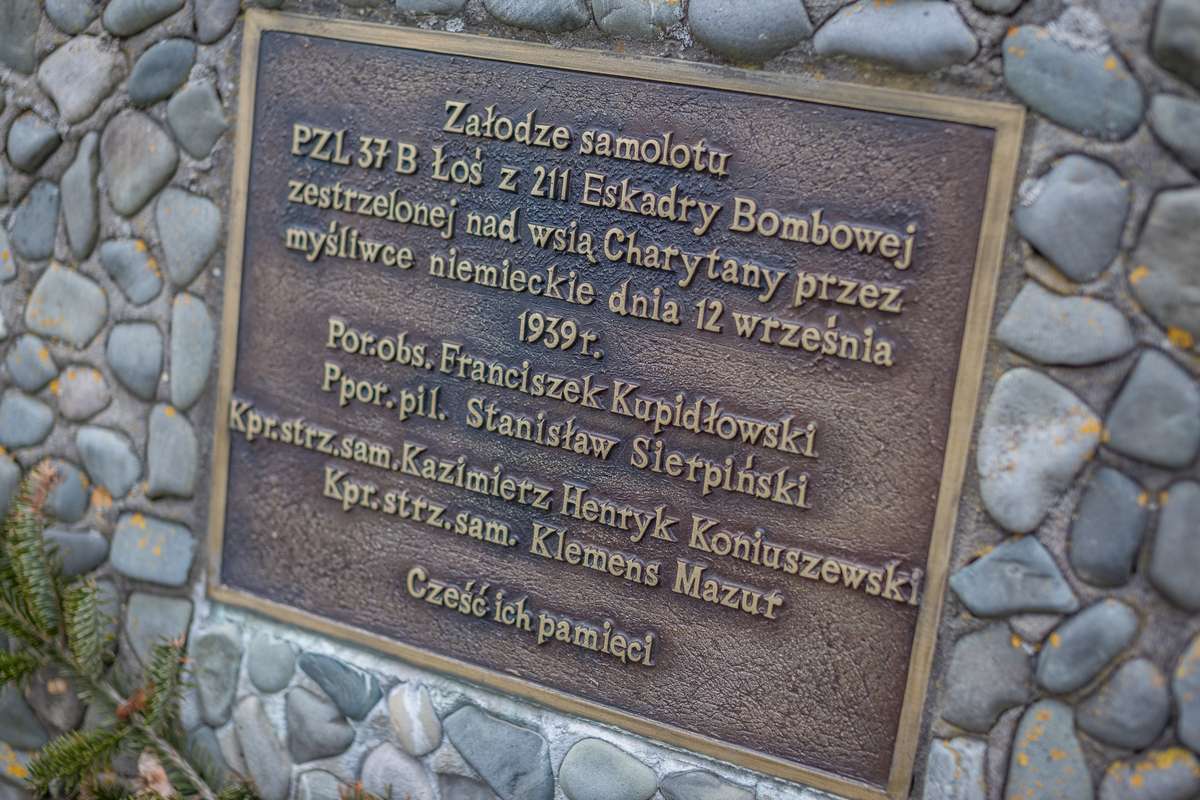 Załodze samolotu
PZL 37 B Łoś z 211 Eskadry Bombowej
zestrzelonej nad wsią Charytany przez
myśliwce niemieckie dnia 12 września
1939 r.
Por.obs. Franciszek Kupidłowski
Ppor.pil. Stanisław Sierpiński
Kpr.strz.sam.Kazimierz Henryk Koniuszewski
Kpr.strz.sam. Klemens Mazur
Cześć ich pamięci